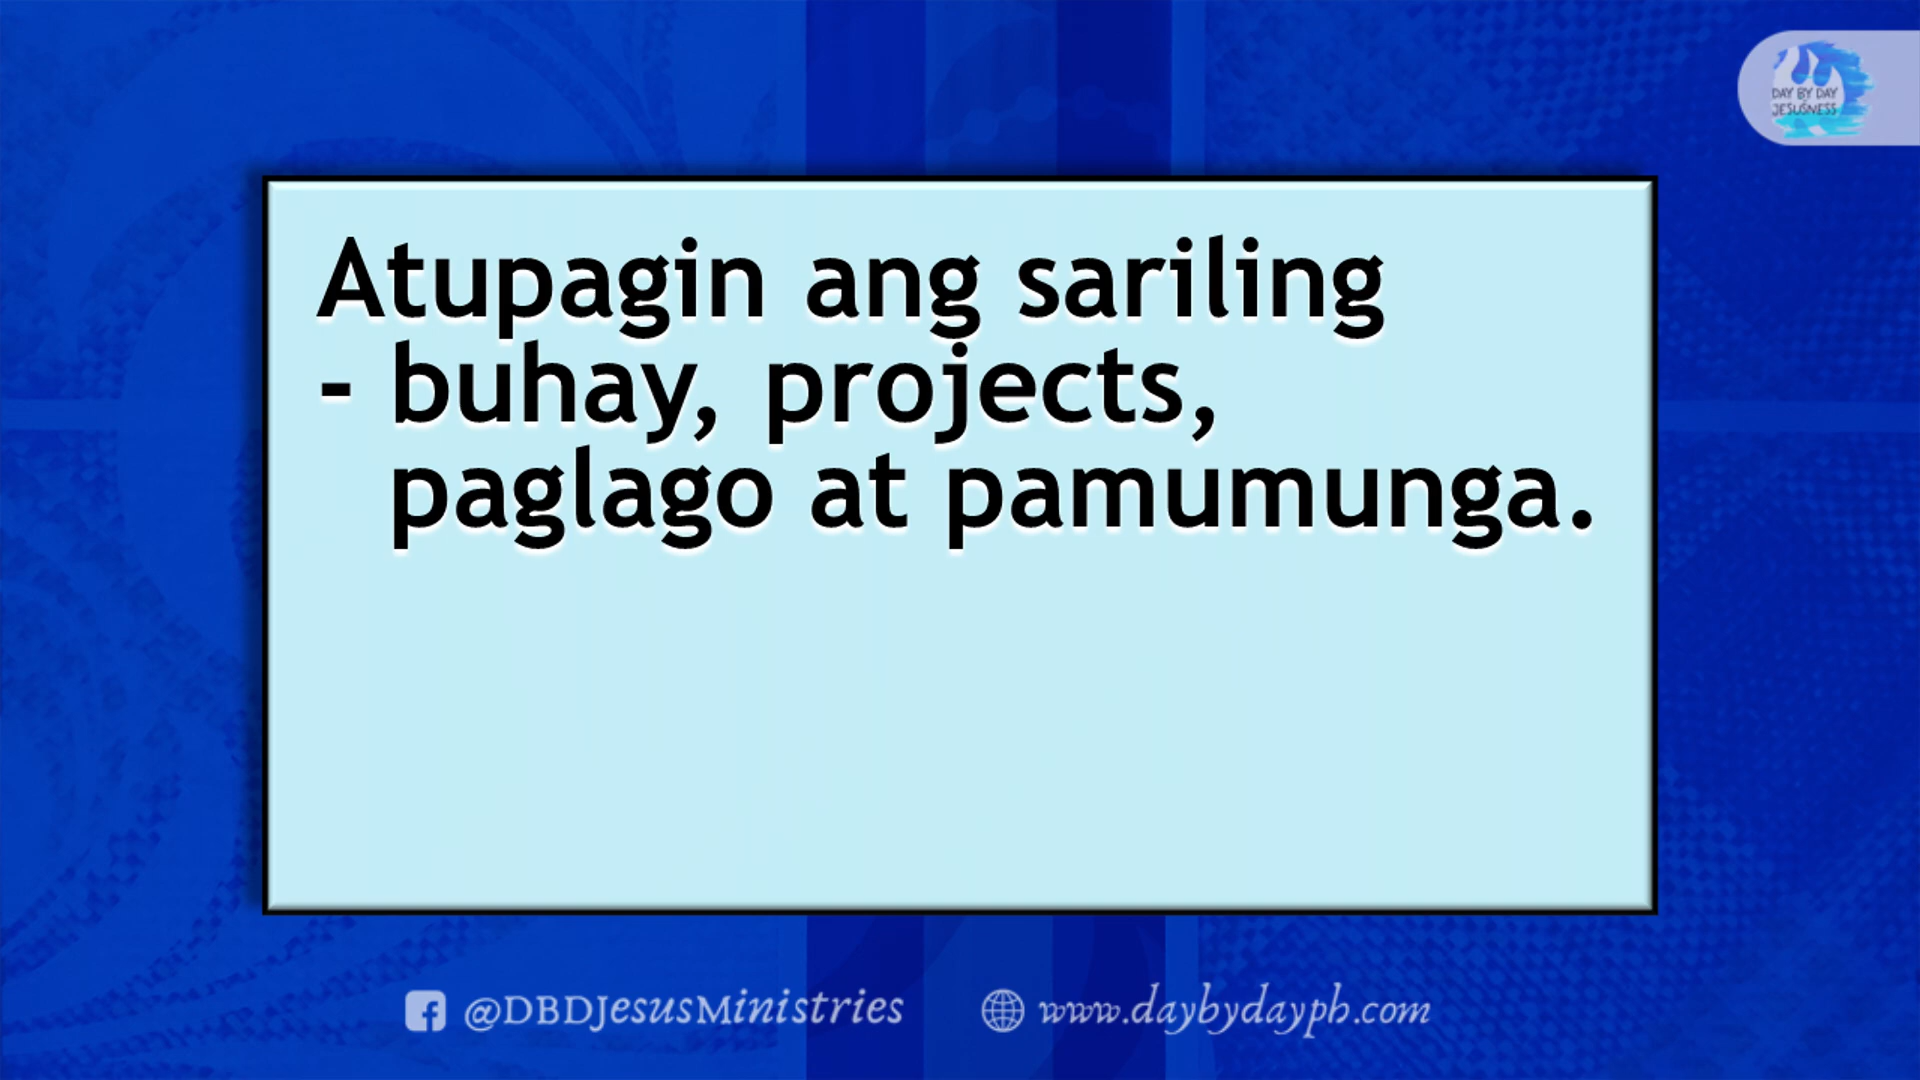 DAY BY DAY
JESUSNESS
Atupagin ang sariling
- buhay, projects,
paglago at pamumunga.
@DBDJesusMinistries
www.daybydayph.com